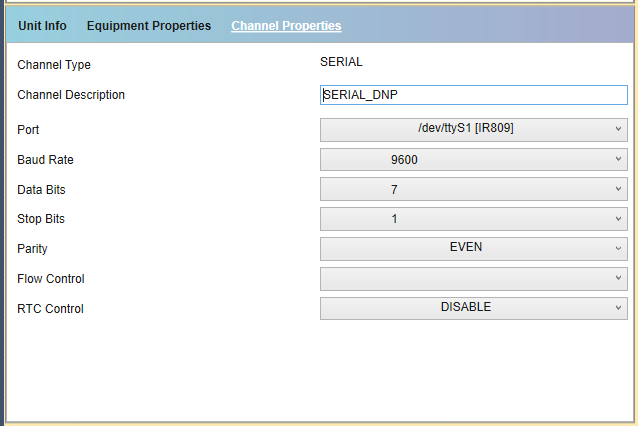 Unit Info Equipment Properties Channel Properties
Channel Type SERIAL
Channel Description SERIAL_DNP
Port /dev/ttyS1 [IR809]
Baud Rate 9600
Data Bits 7
Stop Bits 1
Parity EVEN
Flow Control
RTC Control DISABLE